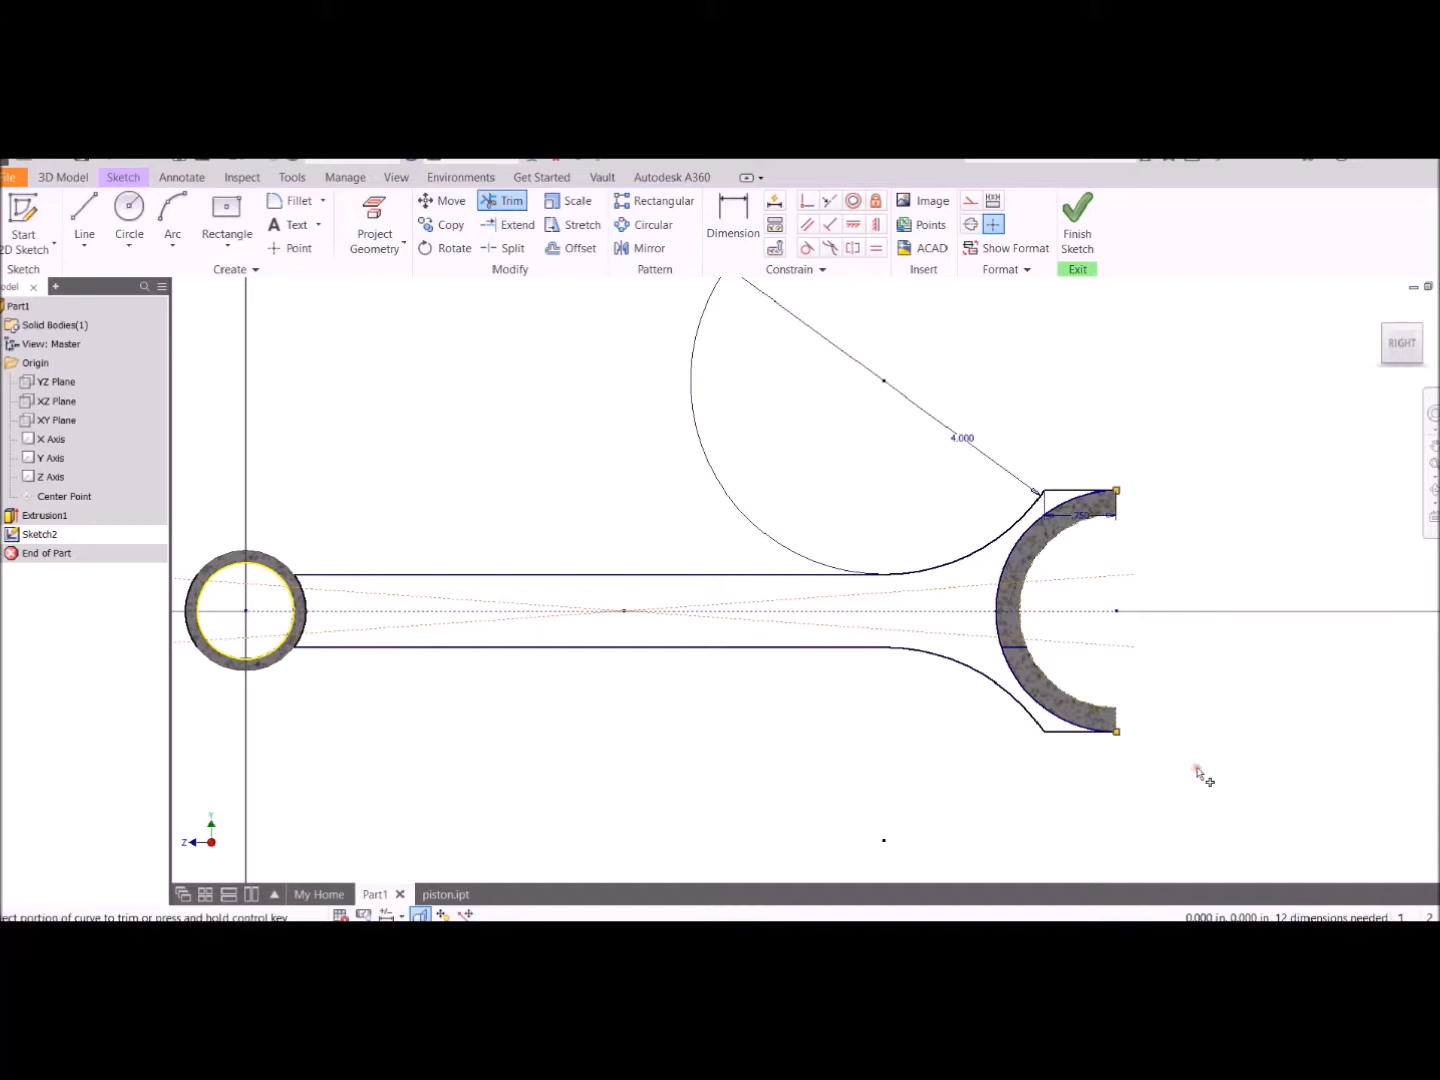 File 3D Model Sketch Annotate Inspect Tools Manage View Environments Get Started Vault Autodesk A360
Start
2D Sketch
Line
Circle
Arc
Rectangle
Fillet
Text
Point
Project
Geometry
Move
Copy
Rotate
Trim
Extend
Split
Scale
Stretch
Offset
Rectangular
Circular
Mirror
Dimension
Image
Points
ACAD
Show Format
Finish
Sketch
Sketch Create Modify Pattern Constrain Insert Format Exit
odel
Part1
Solid Bodies(1)
View: Master
Origin
YZ Plane
XZ Plane
XY Plane
X Axis
Y Axis
Z Axis
Center Point
Extrusion1
Sketch2
End of Part
RIGHT
4.000
.750
Y
Z
My Home Part1 piston.ipt
ect portion of curve to trim or press and hold control key
0.000 in, 0.000 in 12 dimensions needed 1 2